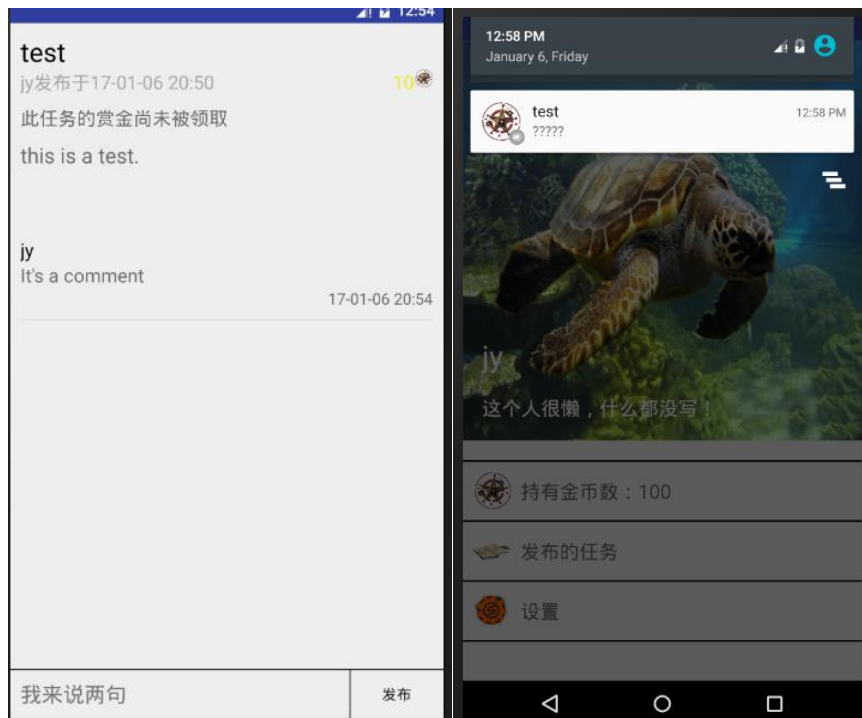 12:54
test
jy发布于17-01-06 20:50
10
此任务的赏金尚未被领取
this is a test.
jy
It's a comment
17-01-06 20:54
我来说两句
发布
12:58 PM
January 6, Friday
test
12:58 PM
?????
jy
这个人很懒，什么都没写！
持有金币数：100
发布的任务
设置